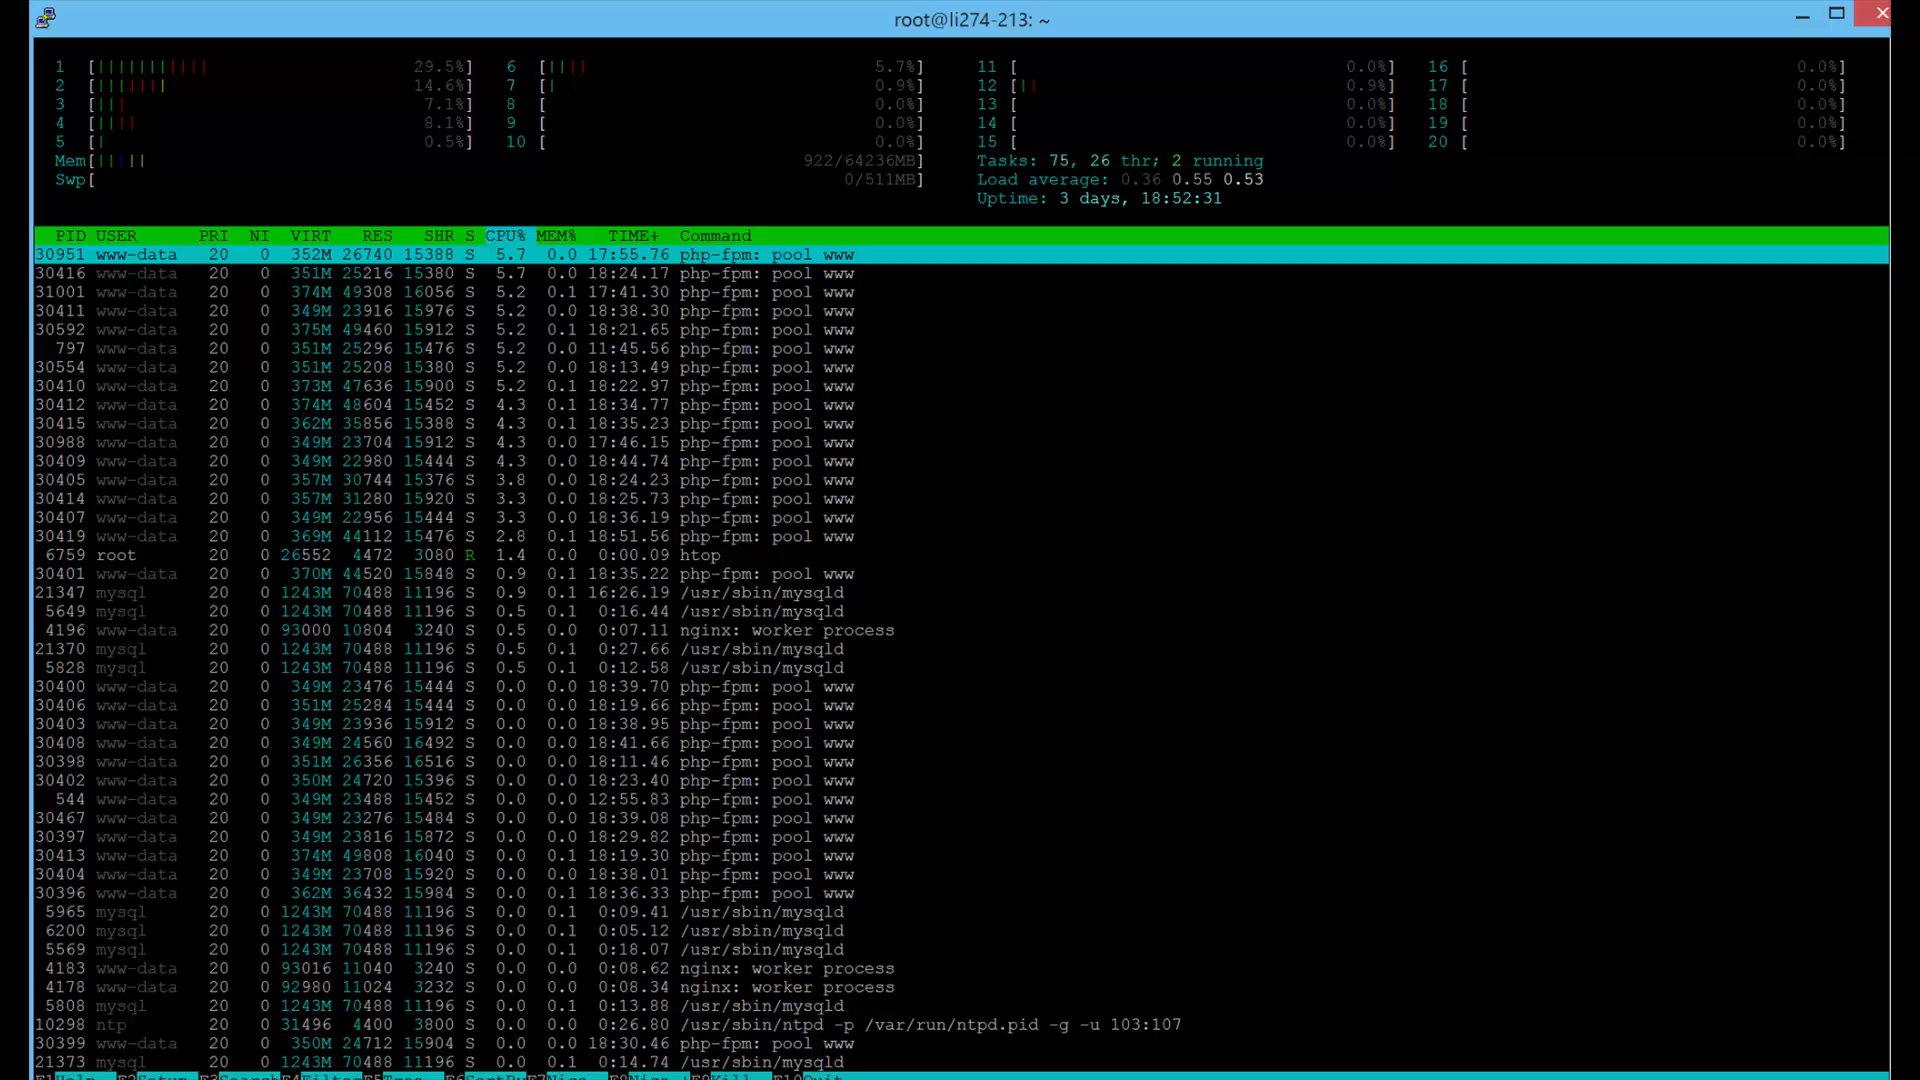 root@li274-213: ~
1 [||||||||||| 29.5%] 6 [|||| 5.7%] 11 [ 0.0%] 16 [ 0.0%]
2 [||||||| 14.6%] 7 [| 0.9%] 12 [|| 0.9%] 17 [ 0.0%]
3 [||| 7.1%] 8 [ 0.0%] 13 [ 0.0%] 18 [ 0.0%]
4 [|||| 8.1%] 9 [ 0.0%] 14 [ 0.0%] 19 [ 0.0%]
5 [| 0.5%] 10 [ 0.0%] 15 [ 0.0%] 20 [ 0.0%]
Mem[||||| 922/64236MB] Tasks: 75, 26 thr; 2 running
Swp[ 0/511MB] Load average: 0.36 0.55 0.53
Uptime: 3 days, 18:52:31
PID USER PRI NI VIRT RES SHR S CPU% MEM% TIME+ Command
30951 www-data 20 0 352M 26740 15388 S 5.7 0.0 17:55.76 php-fpm: pool www
30416 www-data 20 0 351M 25216 15380 S 5.7 0.0 18:24.17 php-fpm: pool www
31001 www-data 20 0 374M 49308 16056 S 5.2 0.1 17:41.30 php-fpm: pool www
30411 www-data 20 0 349M 23916 15976 S 5.2 0.0 18:38.30 php-fpm: pool www
30592 www-data 20 0 375M 49460 15912 S 5.2 0.1 18:21.65 php-fpm: pool www
797 www-data 20 0 351M 25296 15476 S 5.2 0.0 11:45.56 php-fpm: pool www
30554 www-data 20 0 351M 25208 15380 S 5.2 0.0 18:13.49 php-fpm: pool www
30410 www-data 20 0 373M 47636 15900 S 5.2 0.1 18:22.97 php-fpm: pool www
30412 www-data 20 0 374M 48604 15452 S 4.3 0.1 18:34.77 php-fpm: pool www
30415 www-data 20 0 362M 35856 15388 S 4.3 0.1 18:35.23 php-fpm: pool www
30988 www-data 20 0 349M 23704 15912 S 4.3 0.0 17:46.15 php-fpm: pool www
30409 www-data 20 0 349M 22980 15444 S 4.3 0.0 18:44.74 php-fpm: pool www
30405 www-data 20 0 357M 30744 15376 S 3.8 0.0 18:24.23 php-fpm: pool www
30414 www-data 20 0 357M 31280 15920 S 3.3 0.0 18:25.73 php-fpm: pool www
30407 www-data 20 0 349M 22956 15444 S 3.3 0.0 18:36.19 php-fpm: pool www
30419 www-data 20 0 369M 44112 15476 S 2.8 0.1 18:51.56 php-fpm: pool www
6759 root 20 0 26552 4472 3080 R 1.4 0.0 0:00.09 htop
30401 www-data 20 0 370M 44520 15848 S 0.9 0.1 18:35.22 php-fpm: pool www
21347 mysql 20 0 1243M 70488 11196 S 0.9 0.1 16:26.19 /usr/sbin/mysqld
5649 mysql 20 0 1243M 70488 11196 S 0.5 0.1 0:16.44 /usr/sbin/mysqld
4196 www-data 20 0 93000 10804 3240 S 0.5 0.0 0:07.11 nginx: worker process
21370 mysql 20 0 1243M 70488 11196 S 0.5 0.1 0:27.66 /usr/sbin/mysqld
5828 mysql 20 0 1243M 70488 11196 S 0.5 0.1 0:12.58 /usr/sbin/mysqld
30400 www-data 20 0 349M 23476 15444 S 0.0 0.0 18:39.70 php-fpm: pool www
30406 www-data 20 0 351M 25284 15444 S 0.0 0.0 18:19.66 php-fpm: pool www
30403 www-data 20 0 349M 23936 15912 S 0.0 0.0 18:38.95 php-fpm: pool www
30408 www-data 20 0 349M 24560 16492 S 0.0 0.0 18:41.66 php-fpm: pool www
30398 www-data 20 0 351M 26356 16516 S 0.0 0.0 18:11.46 php-fpm: pool www
30402 www-data 20 0 350M 24720 15396 S 0.0 0.0 18:23.40 php-fpm: pool www
544 www-data 20 0 349M 23488 15452 S 0.0 0.0 12:55.83 php-fpm: pool www
30467 www-data 20 0 349M 23276 15484 S 0.0 0.0 18:39.08 php-fpm: pool www
30397 www-data 20 0 349M 23816 15872 S 0.0 0.0 18:29.82 php-fpm: pool www
30413 www-data 20 0 374M 49808 16040 S 0.0 0.1 18:19.30 php-fpm: pool www
30404 www-data 20 0 349M 23708 15920 S 0.0 0.0 18:38.01 php-fpm: pool www
30396 www-data 20 0 362M 36432 15984 S 0.0 0.1 18:36.33 php-fpm: pool www
5965 mysql 20 0 1243M 70488 11196 S 0.0 0.1 0:09.41 /usr/sbin/mysqld
6200 mysql 20 0 1243M 70488 11196 S 0.0 0.1 0:05.12 /usr/sbin/mysqld
5569 mysql 20 0 1243M 70488 11196 S 0.0 0.1 0:18.07 /usr/sbin/mysqld
4183 www-data 20 0 93016 11040 3240 S 0.0 0.0 0:08.62 nginx: worker process
4178 www-data 20 0 92980 11024 3232 S 0.0 0.0 0:08.34 nginx: worker process
5808 mysql 20 0 1243M 70488 11196 S 0.0 0.1 0:13.88 /usr/sbin/mysqld
10298 ntp 20 0 31496 4400 3800 S 0.0 0.0 0:26.80 /usr/sbin/ntpd -p /var/run/ntpd.pid -g -u 103:107
30399 www-data 20 0 350M 24712 15904 S 0.0 0.0 18:30.46 php-fpm: pool www
21373 mysql 20 0 1243M 70488 11196 S 0.0 0.1 0:14.74 /usr/sbin/mysqld